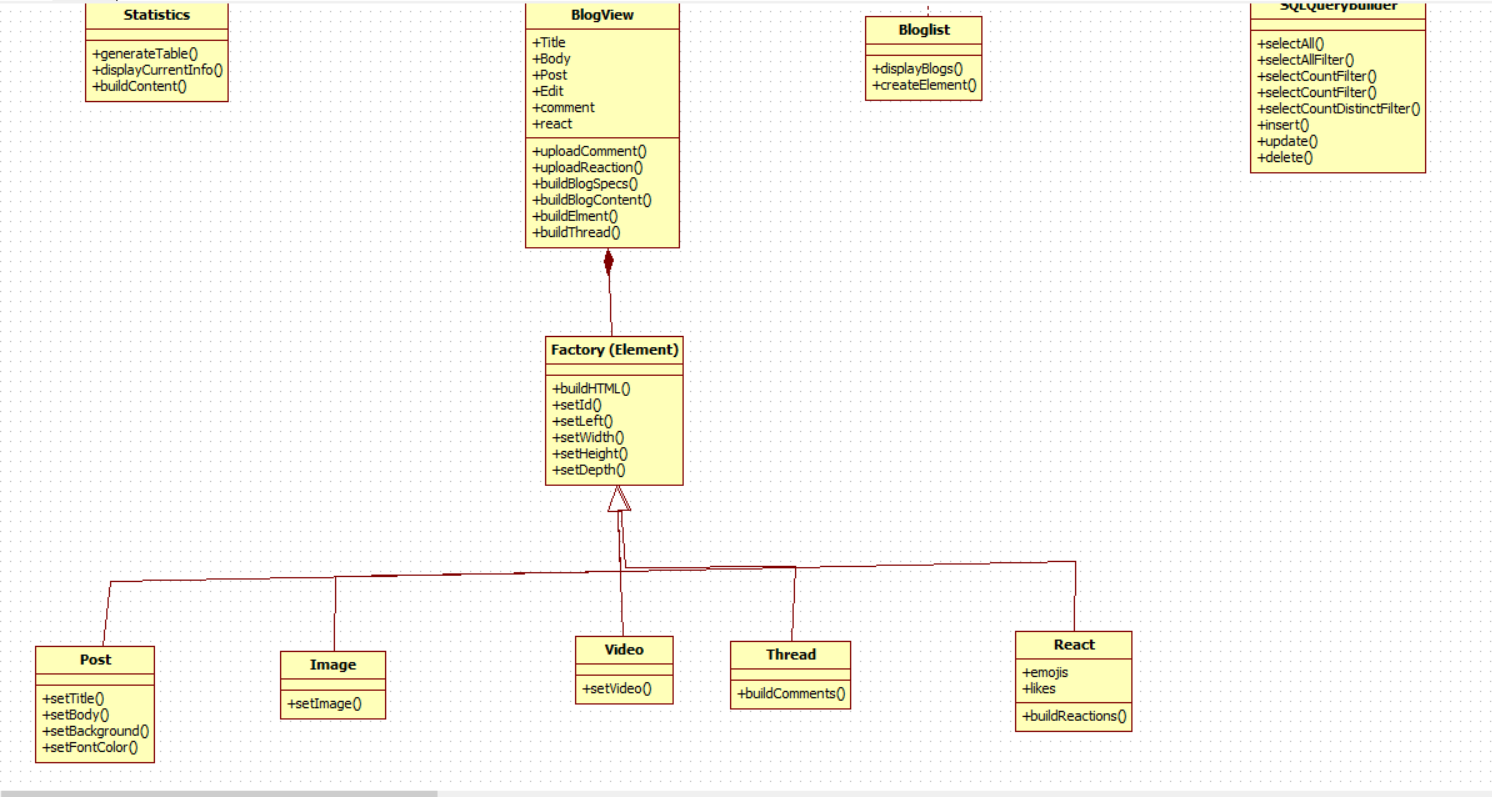 Statistics
+generateTable()
+displayCurrentInfo()
+buildContent()
BlogView
+Title
+Body
+Post
+Edit
+comment
+react
+uploadComment()
+uploadReaction()
+buildBlogSpecs()
+buildBlogContent()
+buildElment()
+buildThread()
Bloglist
+displayBlogs()
+createElement()
SQLQueryBuilder
+selectAll()
+selectAllFilter()
+selectCountFilter()
+selectCountFilter()
+selectCountDistinctFilter()
+insert()
+update()
+delete()
Factory (Element)
+buildHTML()
+setId()
+setLeft()
+setWidth()
+setHeight()
+setDepth()
Post
+setTitle()
+setBody()
+setBackground()
+setFontColor()
Image
+setImage()
Video
+setVideo()
Thread
+buildComments()
React
+emojis
+likes
+buildReactions()